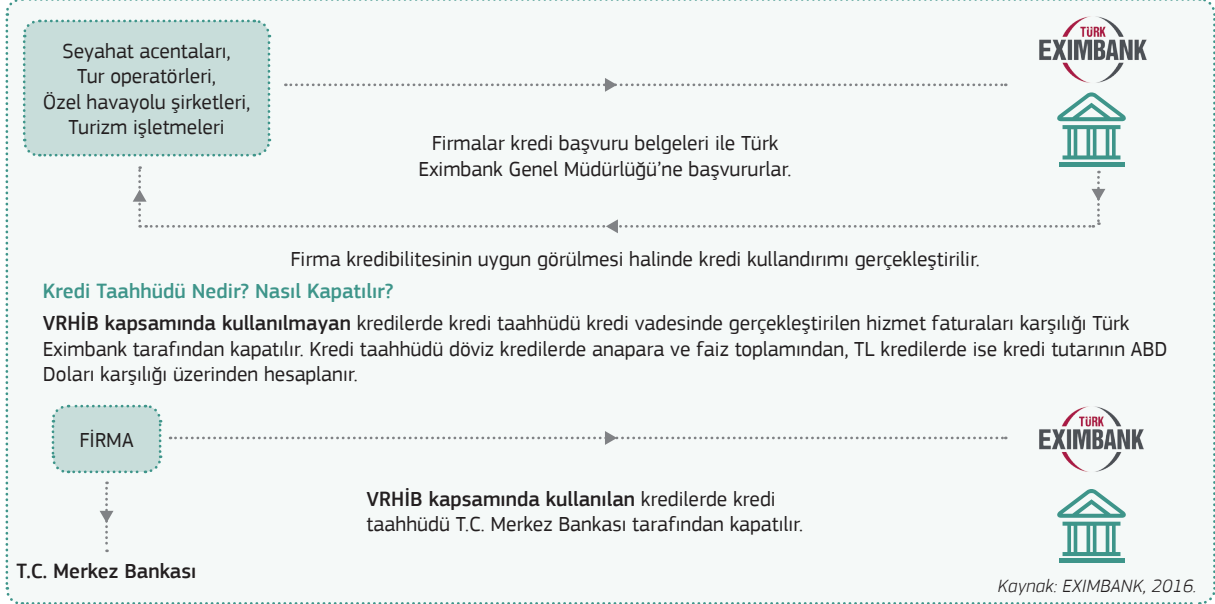 Seyahat acentaları,
Tur operatörleri,
Özel havayolu şirketleri,
Turizm işletmeleri
TÜRK
EXIMBANK
Firmalar kredi başvuru belgeleri ile Türk
Eximbank Genel Müdürlüğü’ne başvururlar.
Firma kredibilitesinin uygun görülmesi halinde kredi kullandırımı gerçekleştirilir.
Kredi Taahhüdü Nedir? Nasıl Kapatılır?
VRHİB kapsamında kullanılmayan kredilerde kredi taahhüdü kredi vadesinde gerçekleştirilen hizmet faturaları karşılığı Türk
Eximbank tarafından kapatılır. Kredi taahhüdü döviz kredilerde anapara ve faiz toplamından, TL kredilerde ise kredi tutarının ABD
Doları karşılığı üzerinden hesaplanır.
FİRMA
TÜRK
EXIMBANK
VRHİB kapsamında kullanılan kredilerde kredi
taahhüdü T.C. Merkez Bankası tarafından kapatılır.
T.C. Merkez Bankası
Kaynak: EXIMBANK, 2016.